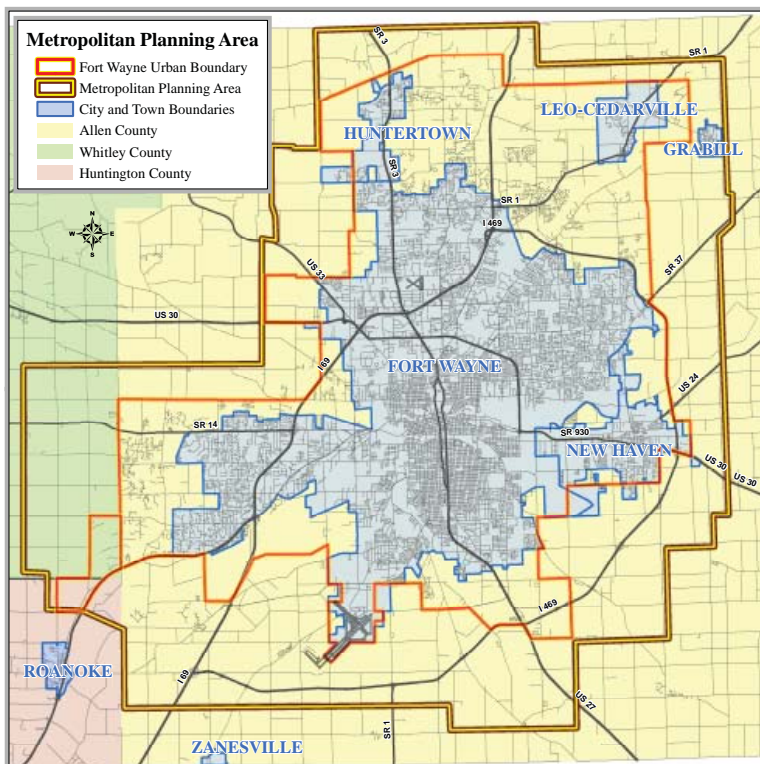 Metropolitan Planning Area
Fort Wayne Urban Boundary
Metropolitan Planning Area
City and Town Boundaries
Allen County
Whitley County
Huntington County
N
W
E
S
SR 3
SR 1
LEO-CEDARVILLE
HUNTERTOWN
GRABILL
SR 3
SR 1
I 469
US 33
SR 37
US 30
I 69
FORT WAYNE
US 24
SR 14
SR 930
NEW HAVEN
US 30
US 30
I 469
ROANOKE
I 69
US 27
SR 1
ZANESVILLE